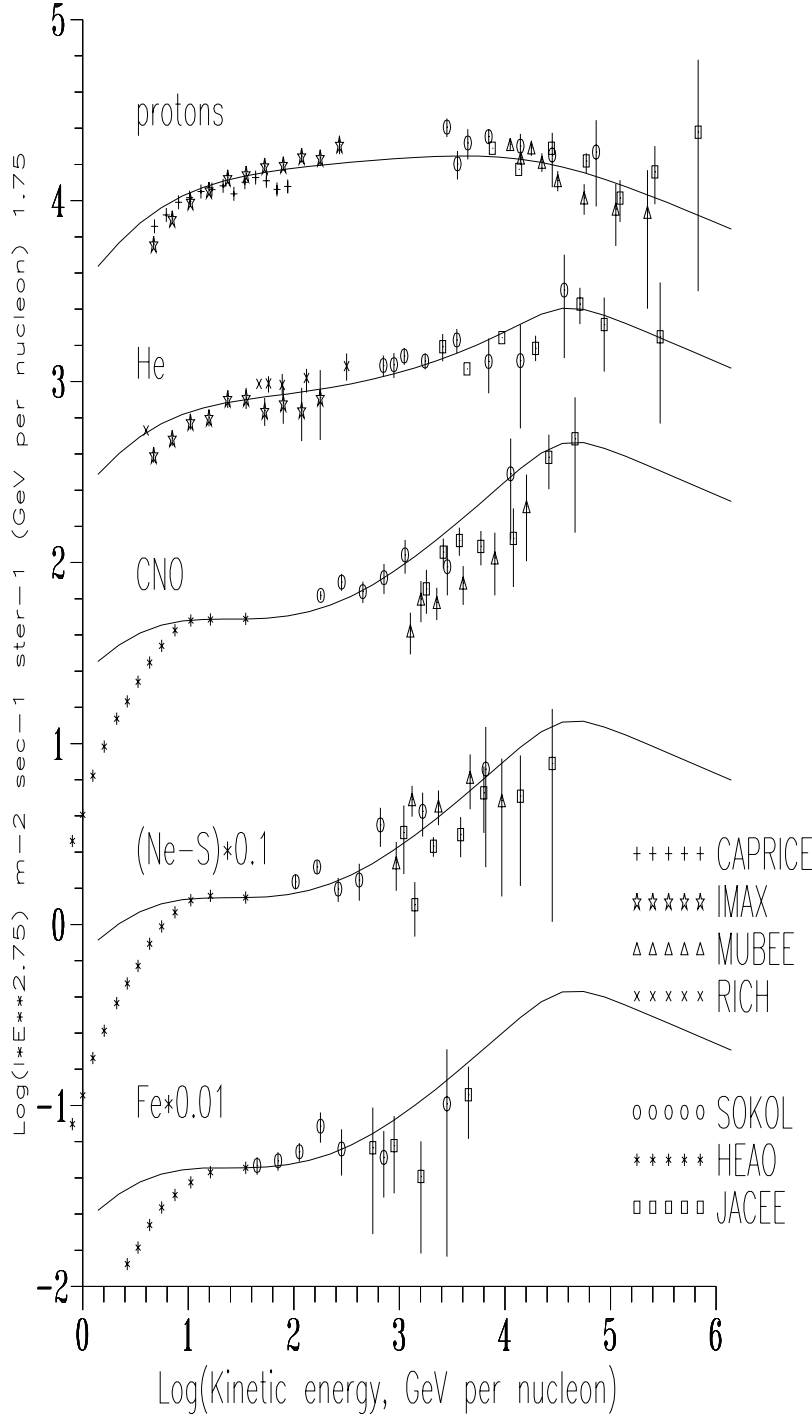 5
protons
4
He
3
CNO
2
1
(Ne-S)*0.1
+ + + + + CAPRICE
IMAX
0
MUBEE
× × × × × RICH
Fe*0.01
-1
SOKOL
HEAO
JACEE
-2
0 1 2 3 4 5 6
Log(Kinetic energy, GeV per nucleon)
Log(I*E**2.75) m-2 sec-1 ster-1 (GeV per nucleon) 1.75